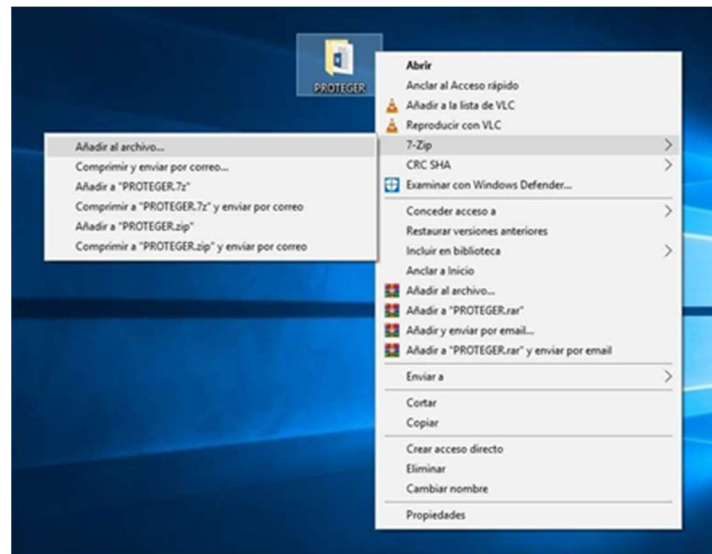 PROTEGER
Abrir
Anclar al Acceso rápido
Añadir a la lista de VLC
Reproducir con VLC
7-Zip
CRC SHA
Examinar con Windows Defender...
Conceder acceso a
Restaurar versiones anteriores
Incluir en biblioteca
Anclar a Inicio
Añadir al archivo...
Añadir a "PROTEGER.rar"
Añadir y enviar por email...
Añadir a "PROTEGER.rar" y enviar por email
Enviar a
Cortar
Copiar
Crear acceso directo
Eliminar
Cambiar nombre
Propiedades
Añadir al archivo...
Comprimir y enviar por correo...
Añadir a "PROTEGER.7z"
Comprimir a "PROTEGER.7z" y enviar por correo
Añadir a "PROTEGER.zip"
Comprimir a "PROTEGER.zip" y enviar por correo